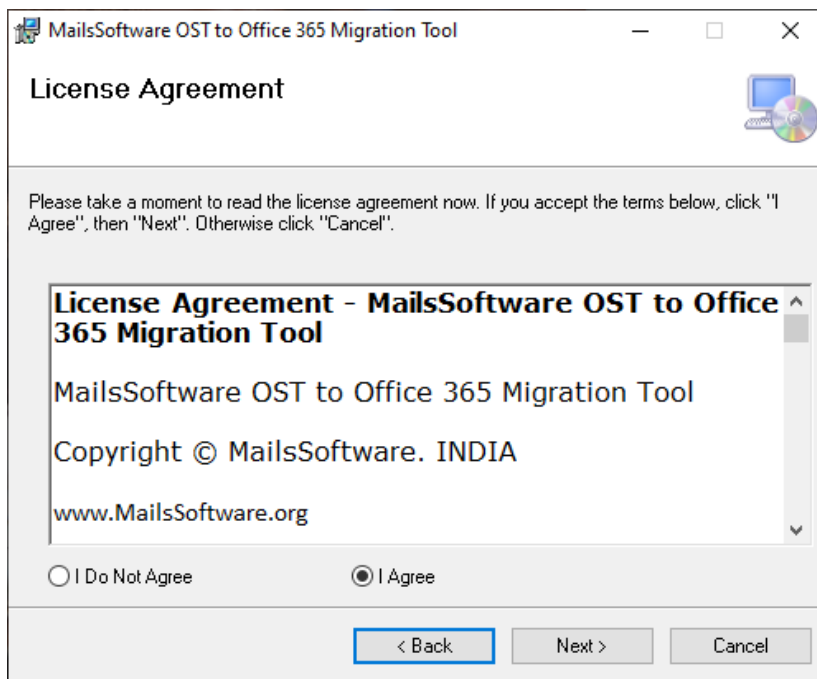 MailsSoftware OST to Office 365 Migration Tool
License Agreement
Please take a moment to read the license agreement now. If you accept the terms below, click "I
Agree", then "Next". Otherwise click "Cancel".
License Agreement - MailsSoftware OST to Office
365 Migration Tool
MailsSoftware OST to Office 365 Migration Tool
Copyright © MailsSoftware. INDIA
www.MailsSoftware.org
I Do Not Agree
I Agree
< Back
Next >
Cancel